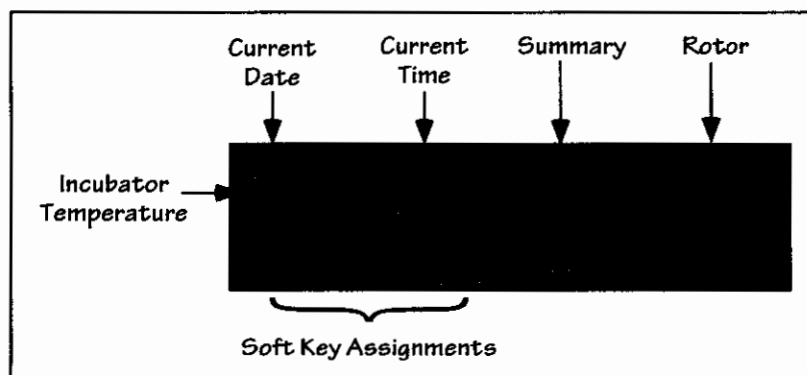 Current
Date
Current
Time
Summary
Rotor
Incubator
Temperature
Soft Key Assignments